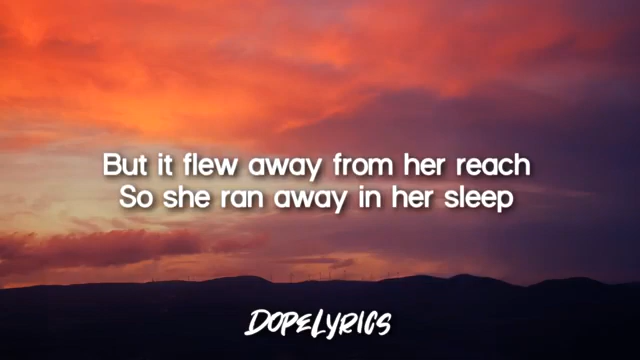 But it flew away from her reach
So she ran away in her sleep
DOPELYRICS